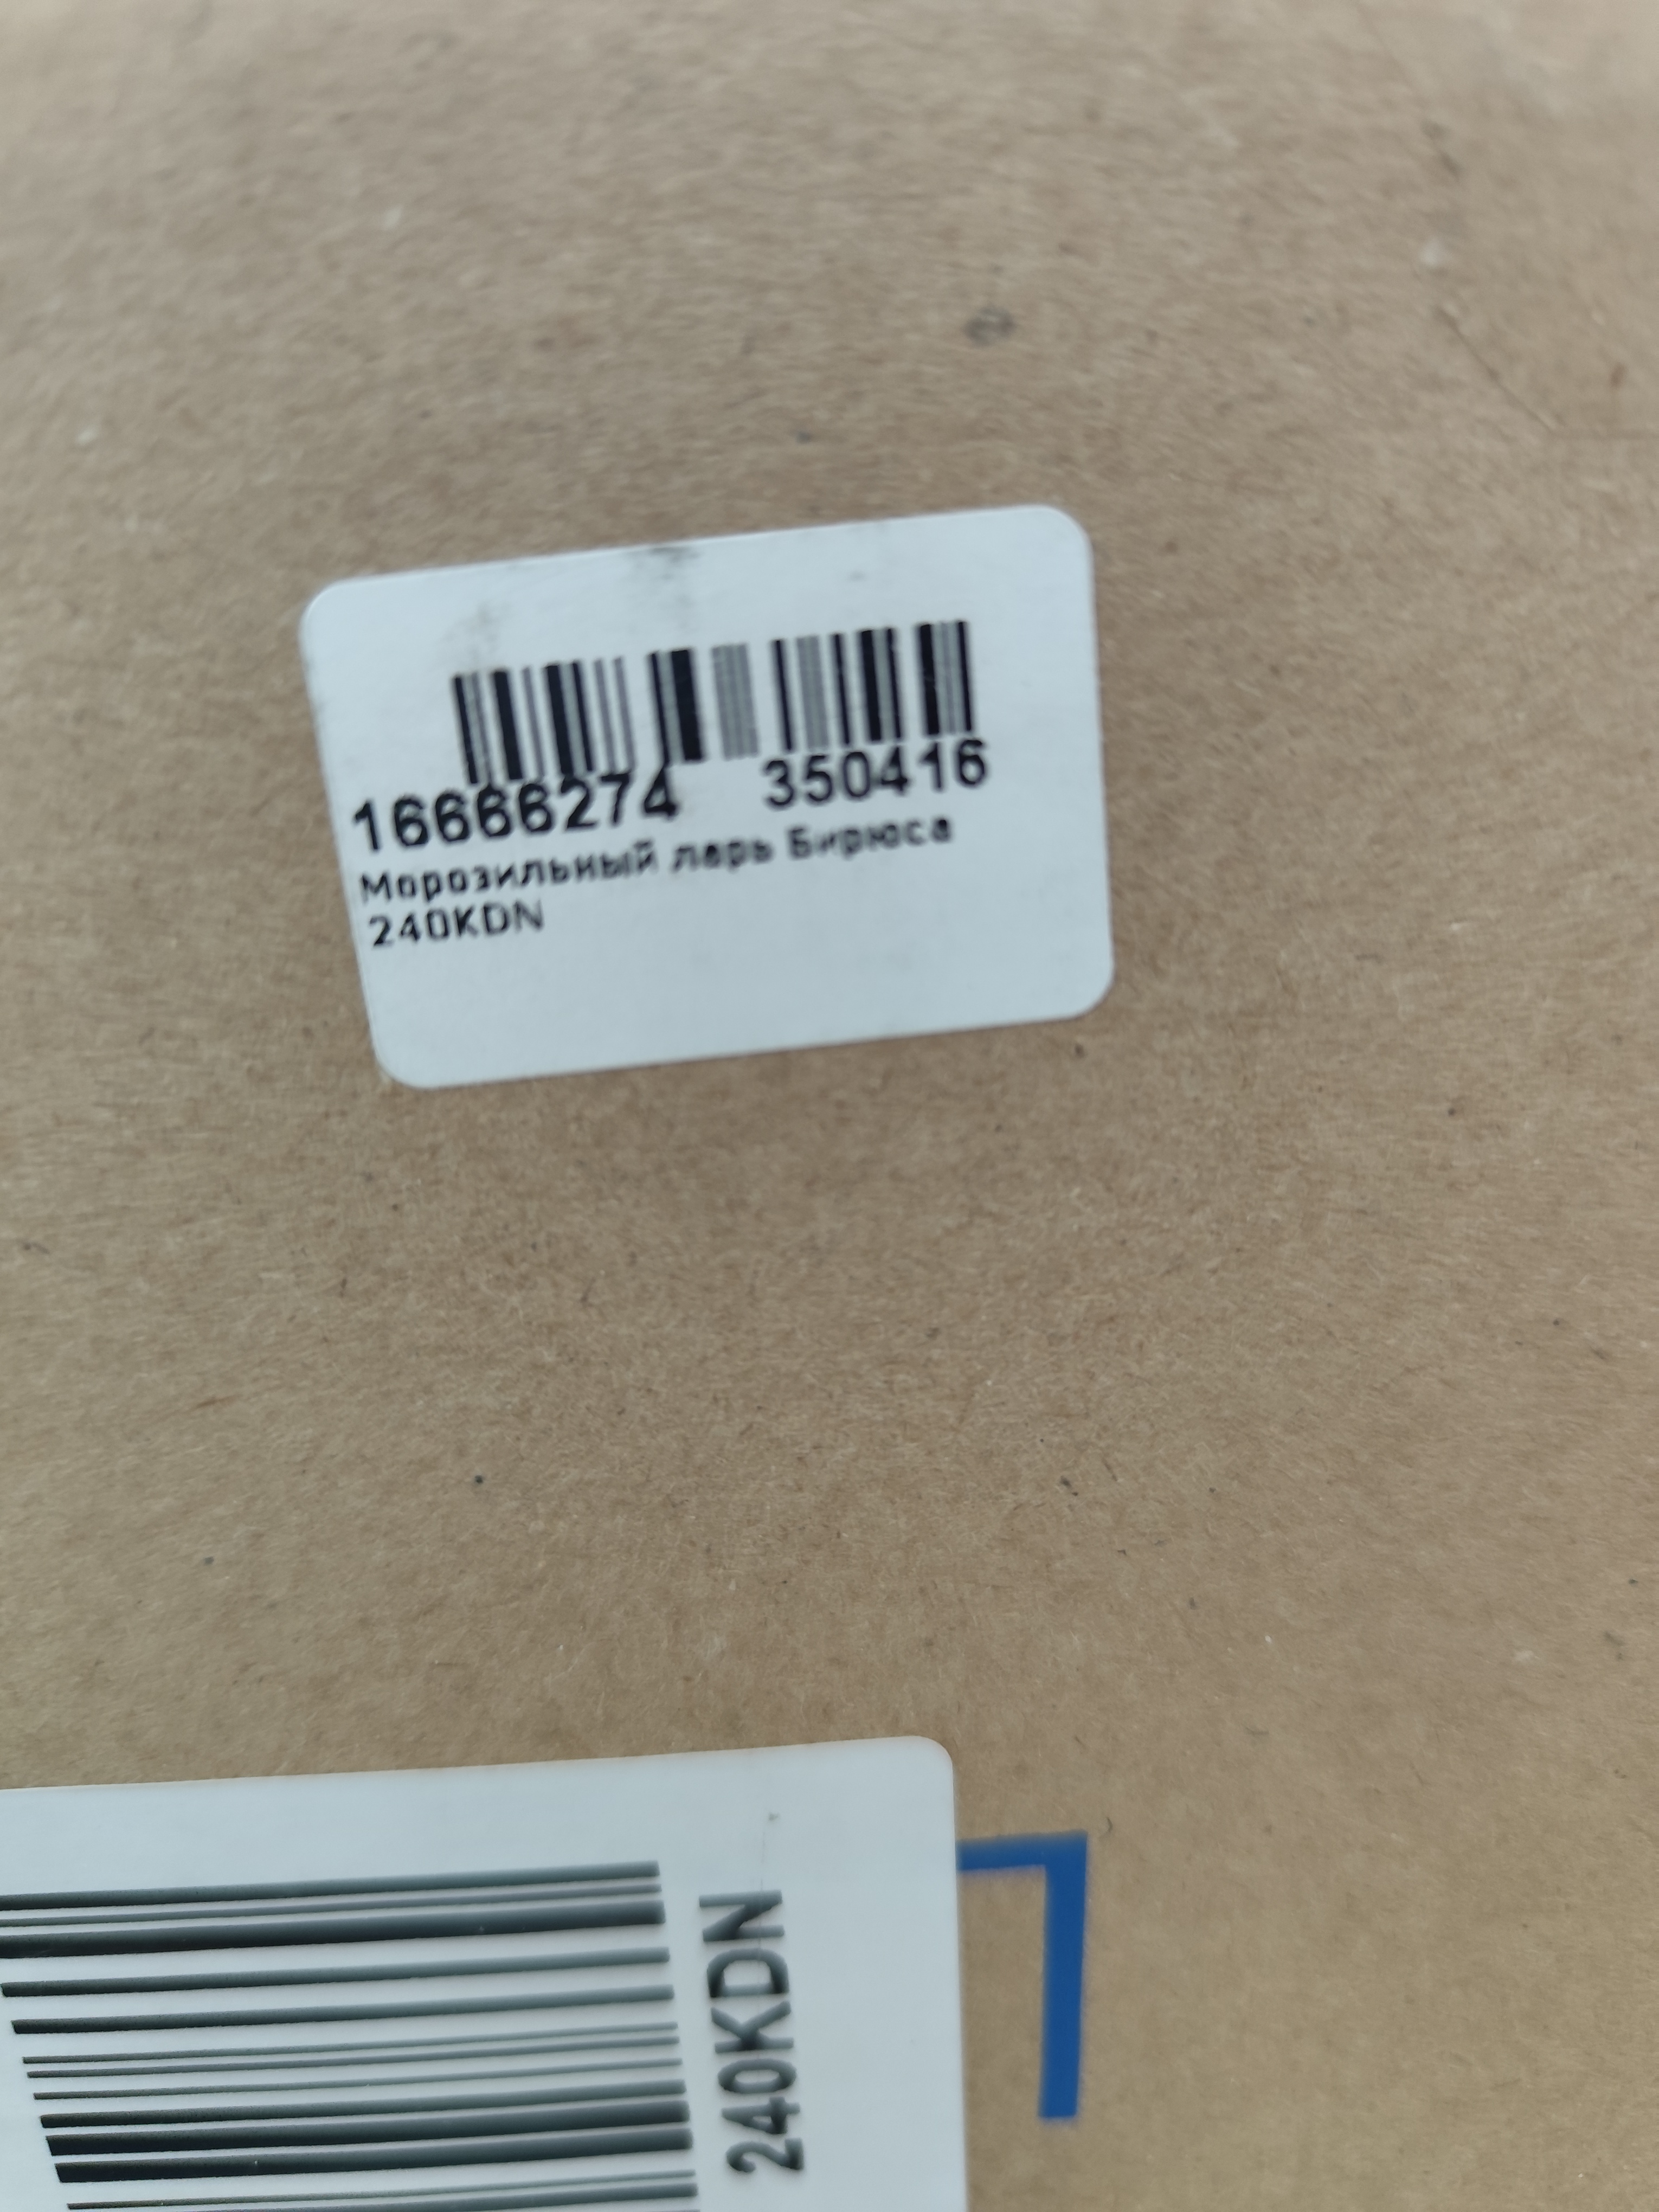 16666274 350416
Морозильный ларь Бирюса
240KDN
240KDN